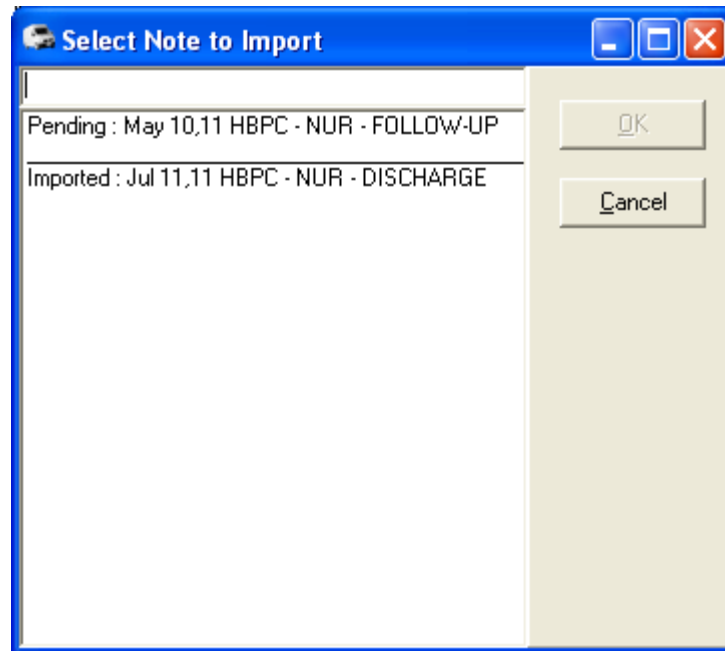 Select Note to Import
Pending : May 10,11 HBPC - NUR - FOLLOW-UP
OK
Imported : Jul 11,11 HBPC - NUR - DISCHARGE
Cancel